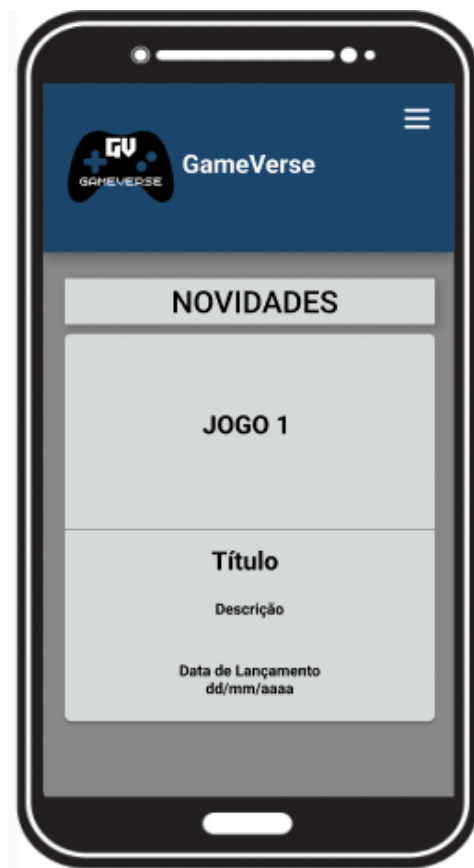 GV
GAMEVERSE
GameVerse
NOVIDADES
JOGO 1
Título
Descrição
Data de Lançamento
dd/mm/aaaa